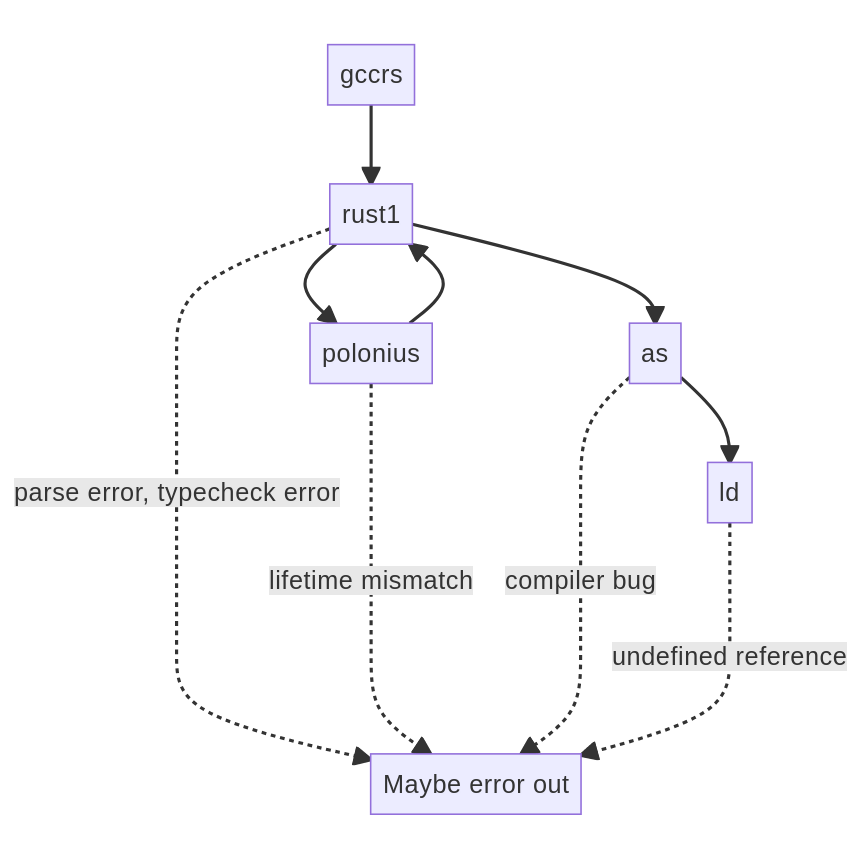 gccrs
rust1
polonius
as
ld
parse error, typecheck error
lifetime mismatch
compiler bug
undefined reference
Maybe error out